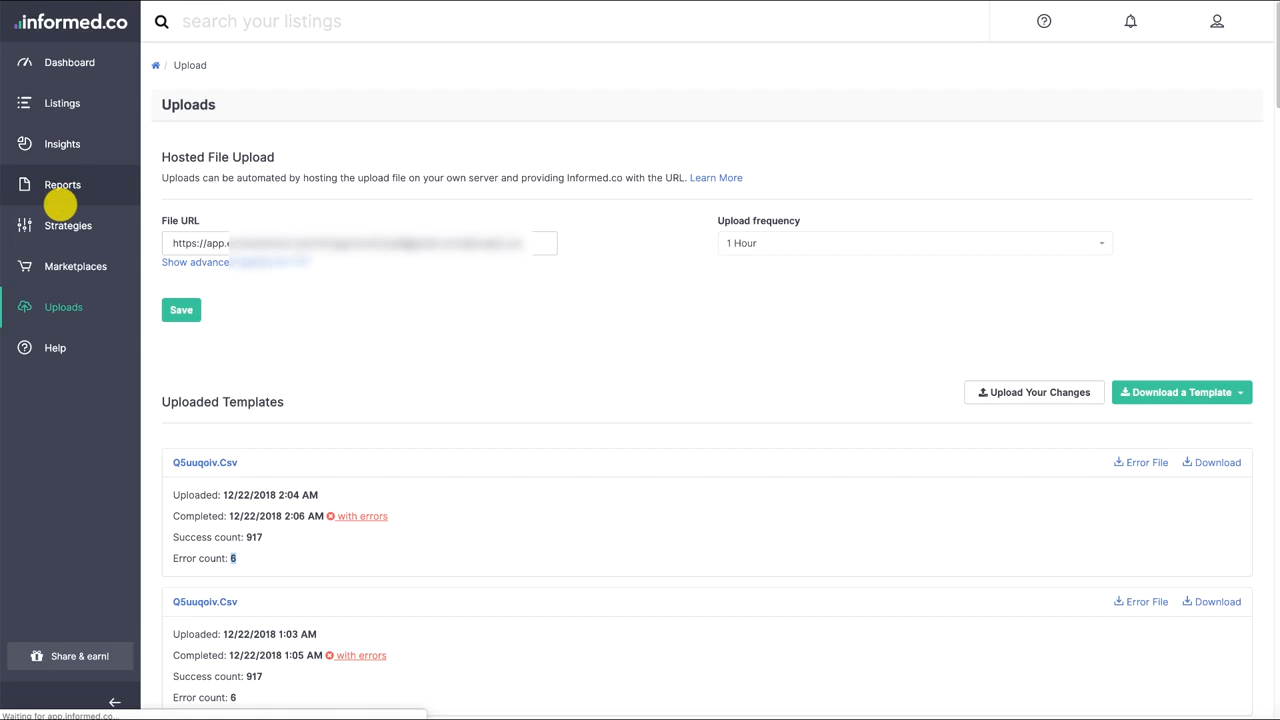 informed.co
search your listings
Dashboard
Listings
Insights
Reports
Strategies
Marketplaces
Uploads
Help
Share & earn!
Waiting for app.informed.co...
/ Upload
Uploads
Hosted File Upload
Uploads can be automated by hosting the upload file on your own server and providing Informed.co with the URL. Learn More
File URL
Upload frequency
https://app.
1 Hour
Show advance
Save
Uploaded Templates
Upload Your Changes
Download a Template
Q5uuqoiv.Csv
Error File
Download
Uploaded: 12/22/2018 2:04 AM
Completed: 12/22/2018 2:06 AM with errors
Success count: 917
Error count: 6
Q5uuqoiv.Csv
Error File
Download
Uploaded: 12/22/2018 1:03 AM
Completed: 12/22/2018 1:05 AM with errors
Success count: 917
Error count: 6